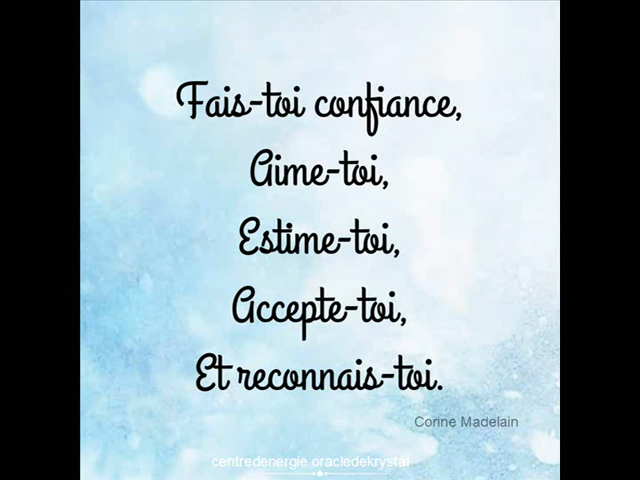 Fais-toi confiance,
Aime-toi,
Estime-toi,
Accepte-toi,
Et reconnais-toi.
Corine Madelain
centredenergie.oracledekrystal